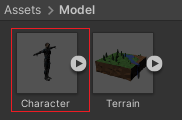 Assets > Model
Character Terrain